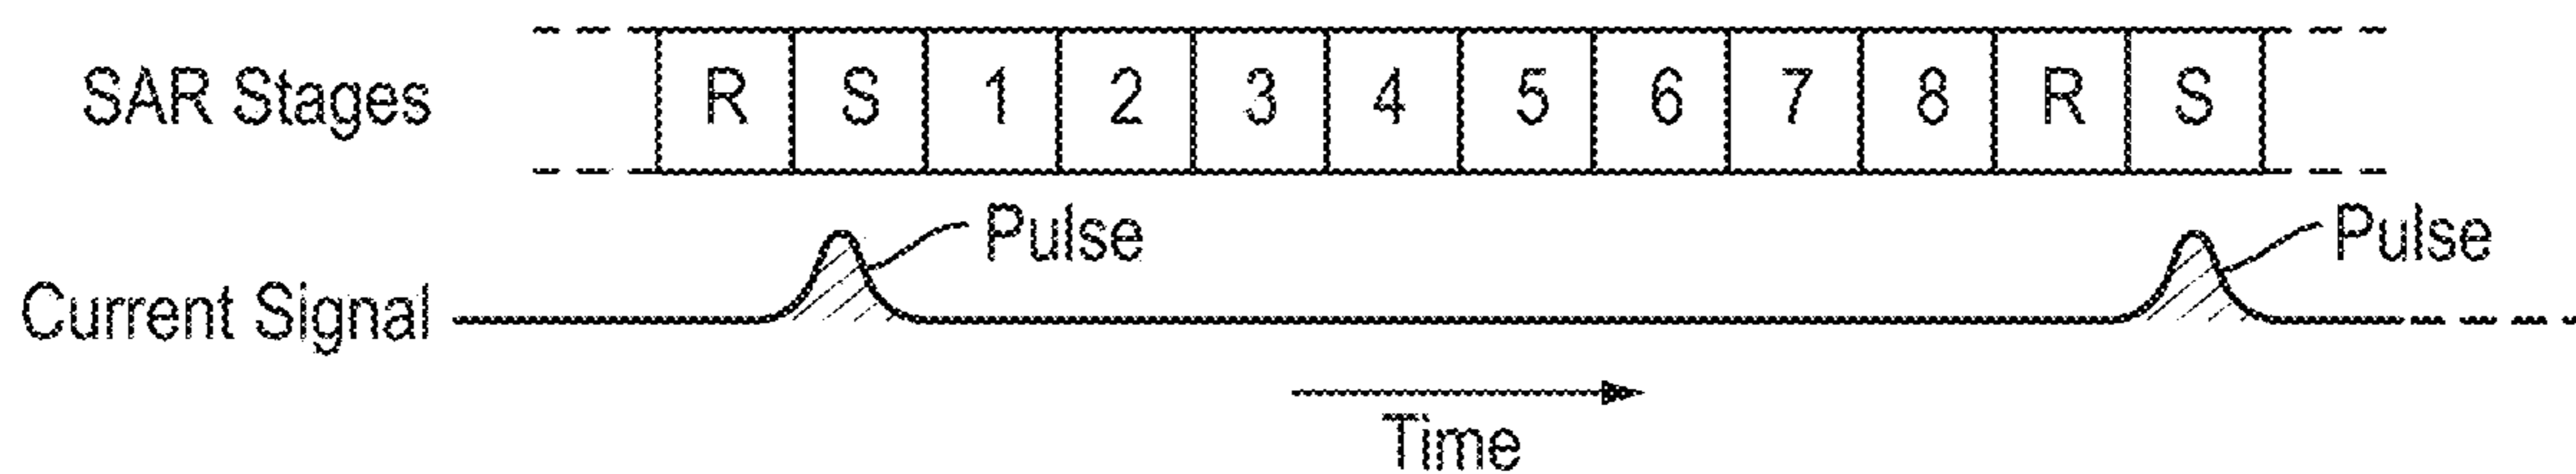 SAR Stages R S 1 2 3 4 5 6 7 8 R S
Pulse Pulse
Current Signal
Time